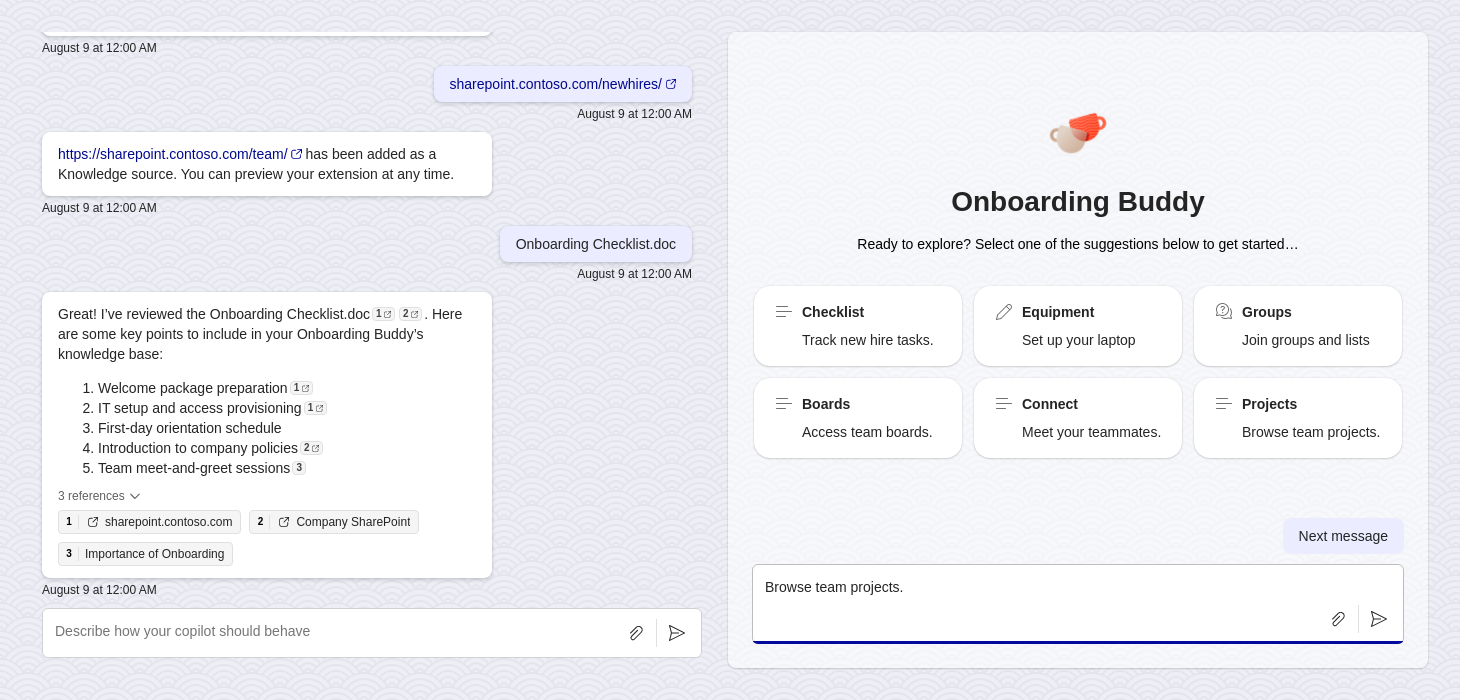 August 9 at 12:00 AM
sharepoint.contoso.com/newhires/
August 9 at 12:00 AM
https://sharepoint.contoso.com/team/ has been added as a
Knowledge source. You can preview your extension at any time.
August 9 at 12:00 AM
Onboarding Checklist.doc
August 9 at 12:00 AM
Great! I’ve reviewed the Onboarding Checklist.doc 1 2 . Here
are some key points to include in your Onboarding Buddy’s
knowledge base:
1. Welcome package preparation 1
2. IT setup and access provisioning 1
3. First-day orientation schedule
4. Introduction to company policies 2
5. Team meet-and-greet sessions 3
3 references
1 sharepoint.contoso.com 2 Company SharePoint
3 Importance of Onboarding
August 9 at 12:00 AM
Describe how your copilot should behave
Onboarding Buddy
Ready to explore? Select one of the suggestions below to get started…
Checklist
Track new hire tasks.
Equipment
Set up your laptop
Groups
Join groups and lists
Boards
Access team boards.
Connect
Meet your teammates.
Projects
Browse team projects.
Next message
Browse team projects.